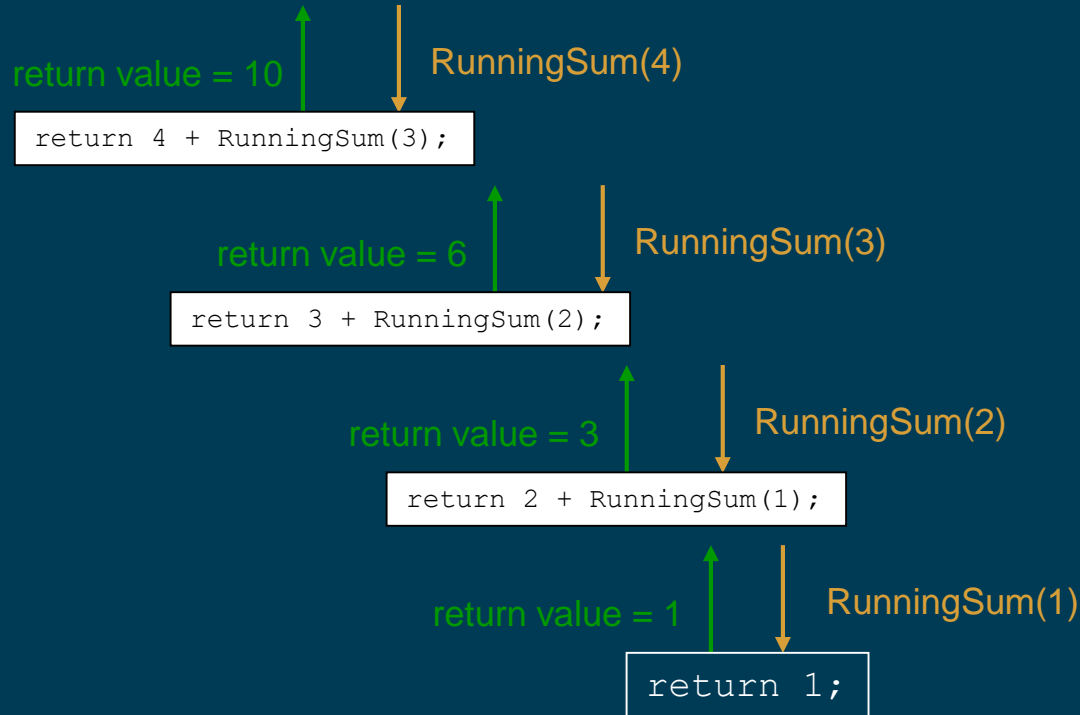 RunningSum(4)
return value = 10
return 4 + RunningSum(3);
RunningSum(3)
return value = 6
return 3 + RunningSum(2);
RunningSum(2)
return value = 3
return 2 + RunningSum(1);
RunningSum(1)
return value = 1
return 1;